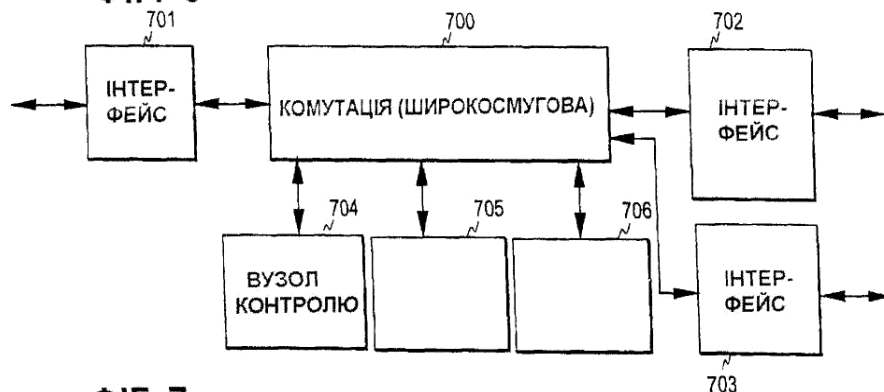 701
700
702
ІНТЕР-
ФЕЙС
КОМУТАЦІЯ (ШИРОКОСМУГОВА)
ІНТЕР-
ФЕЙС
704
705
706
ВУЗОЛ
КОНТРОЛЮ
ІНТЕР-
ФЕЙС
703